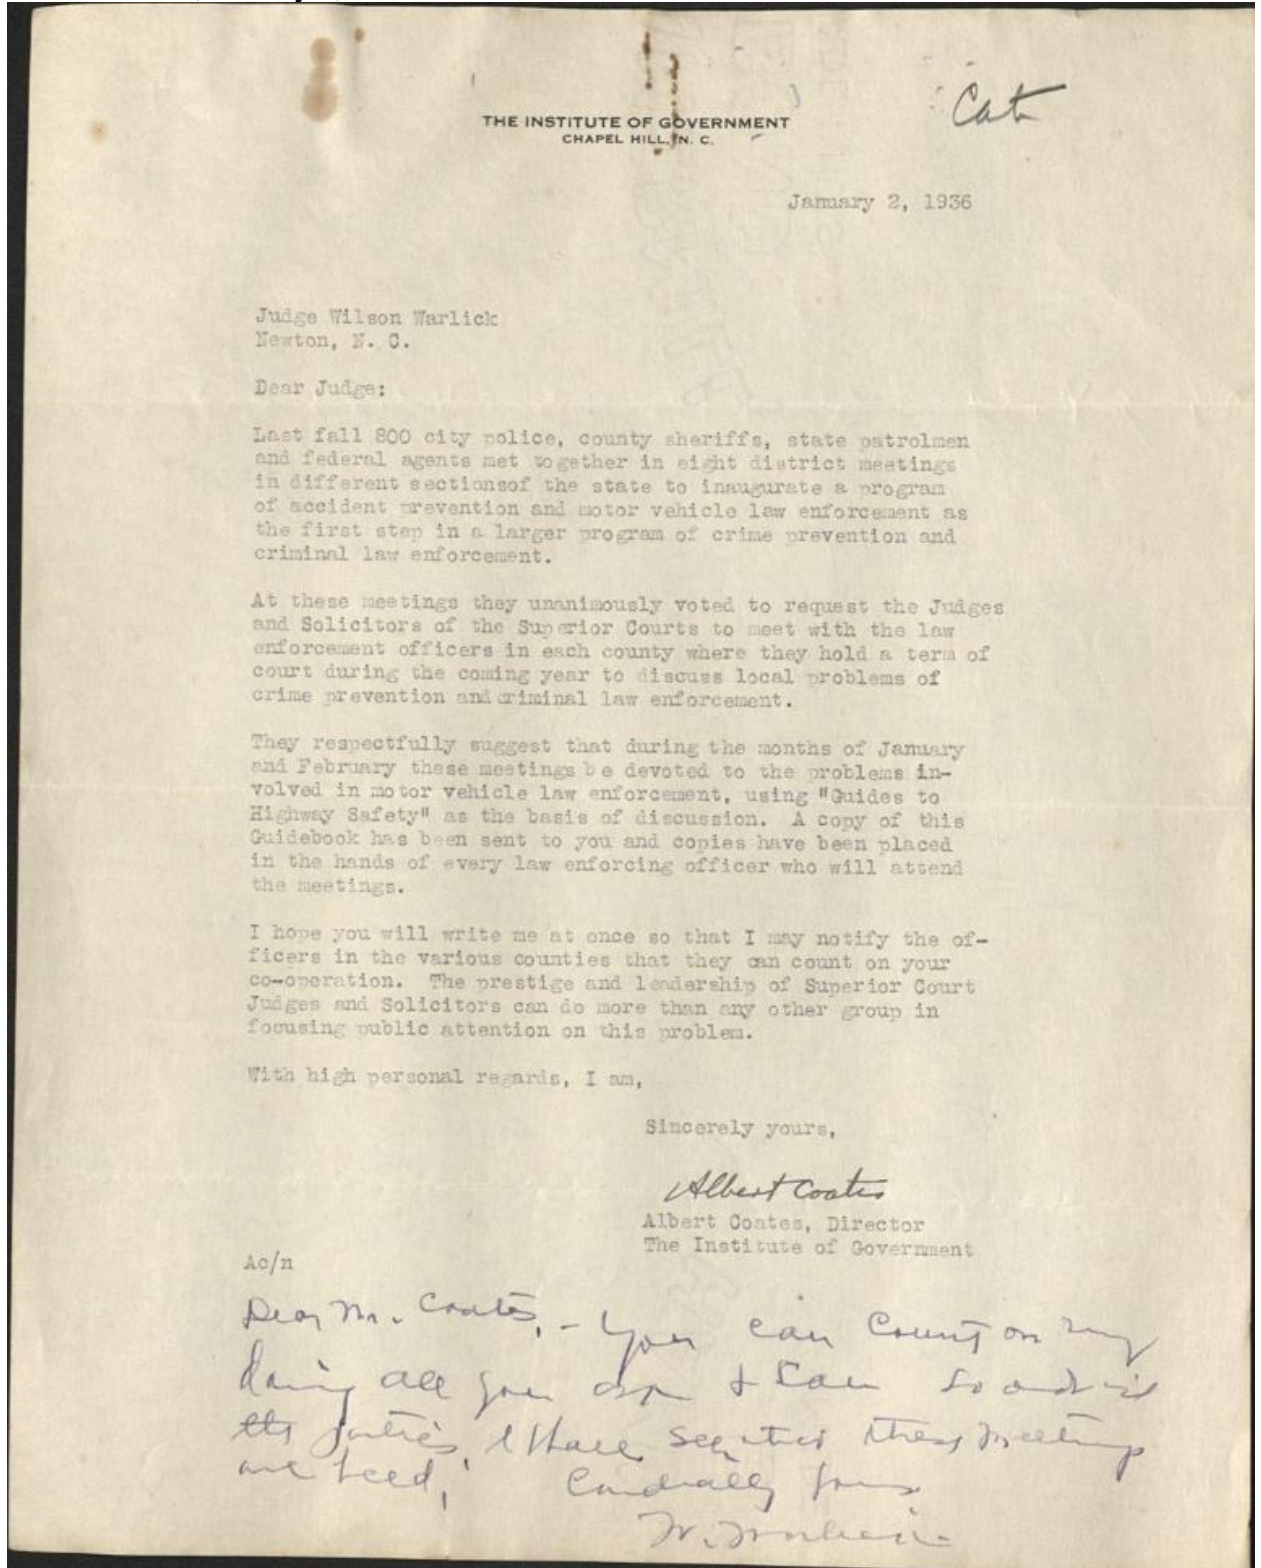 Cat
THE INSTITUTE OF GOVERNMENT
CHAPEL HILL, N. C.
January 2, 1936
Judge Wilson Warlick
Newton, N. C.
Dear Judge:
Last fall 800 city police, county sheriffs, state patrolmen
and federal agents met together in eight district meetings
in different sectionsof the state to inaugurate a program
of accident prevention and motor vehicle law enforcement as
the first step in a larger program of crime prevention and
criminal law enforcement.
At these meetings they unanimously voted to request the Judges
and Solicitors of the Superior Courts to meet with the law
enforcement officers in each county where they hold a term of
court during the coming year to discuss local problems of
crime prevention and criminal law enforcement.
They respectfully suggest that during the months of January
and February these meetings be devoted to the problems in-
volved in motor vehicle law enforcement, using "Guides to
Highway Safety" as the basis of discussion. A copy of this
Guidebook has been sent to you and copies have been placed
in the hands of every law enforcing officer who will attend
the meetings.
I hope you will write me at once so that I may notify the of-
ficers in the various counties that they can count on your
co-operation. The prestige and leadership of Superior Court
Judges and Solicitors can do more than any other group in
focusing public attention on this problem.
With high personal regards, I am,
Sincerely yours,
Albert Coates
Albert Coates, Director
The Institute of Government
Ac/n
Dear Mr. Coates, - You can count on my
doing all you ask & can so advise
the parties, I shall see that these meetings
are held,
Cordially yours
W. Warlick